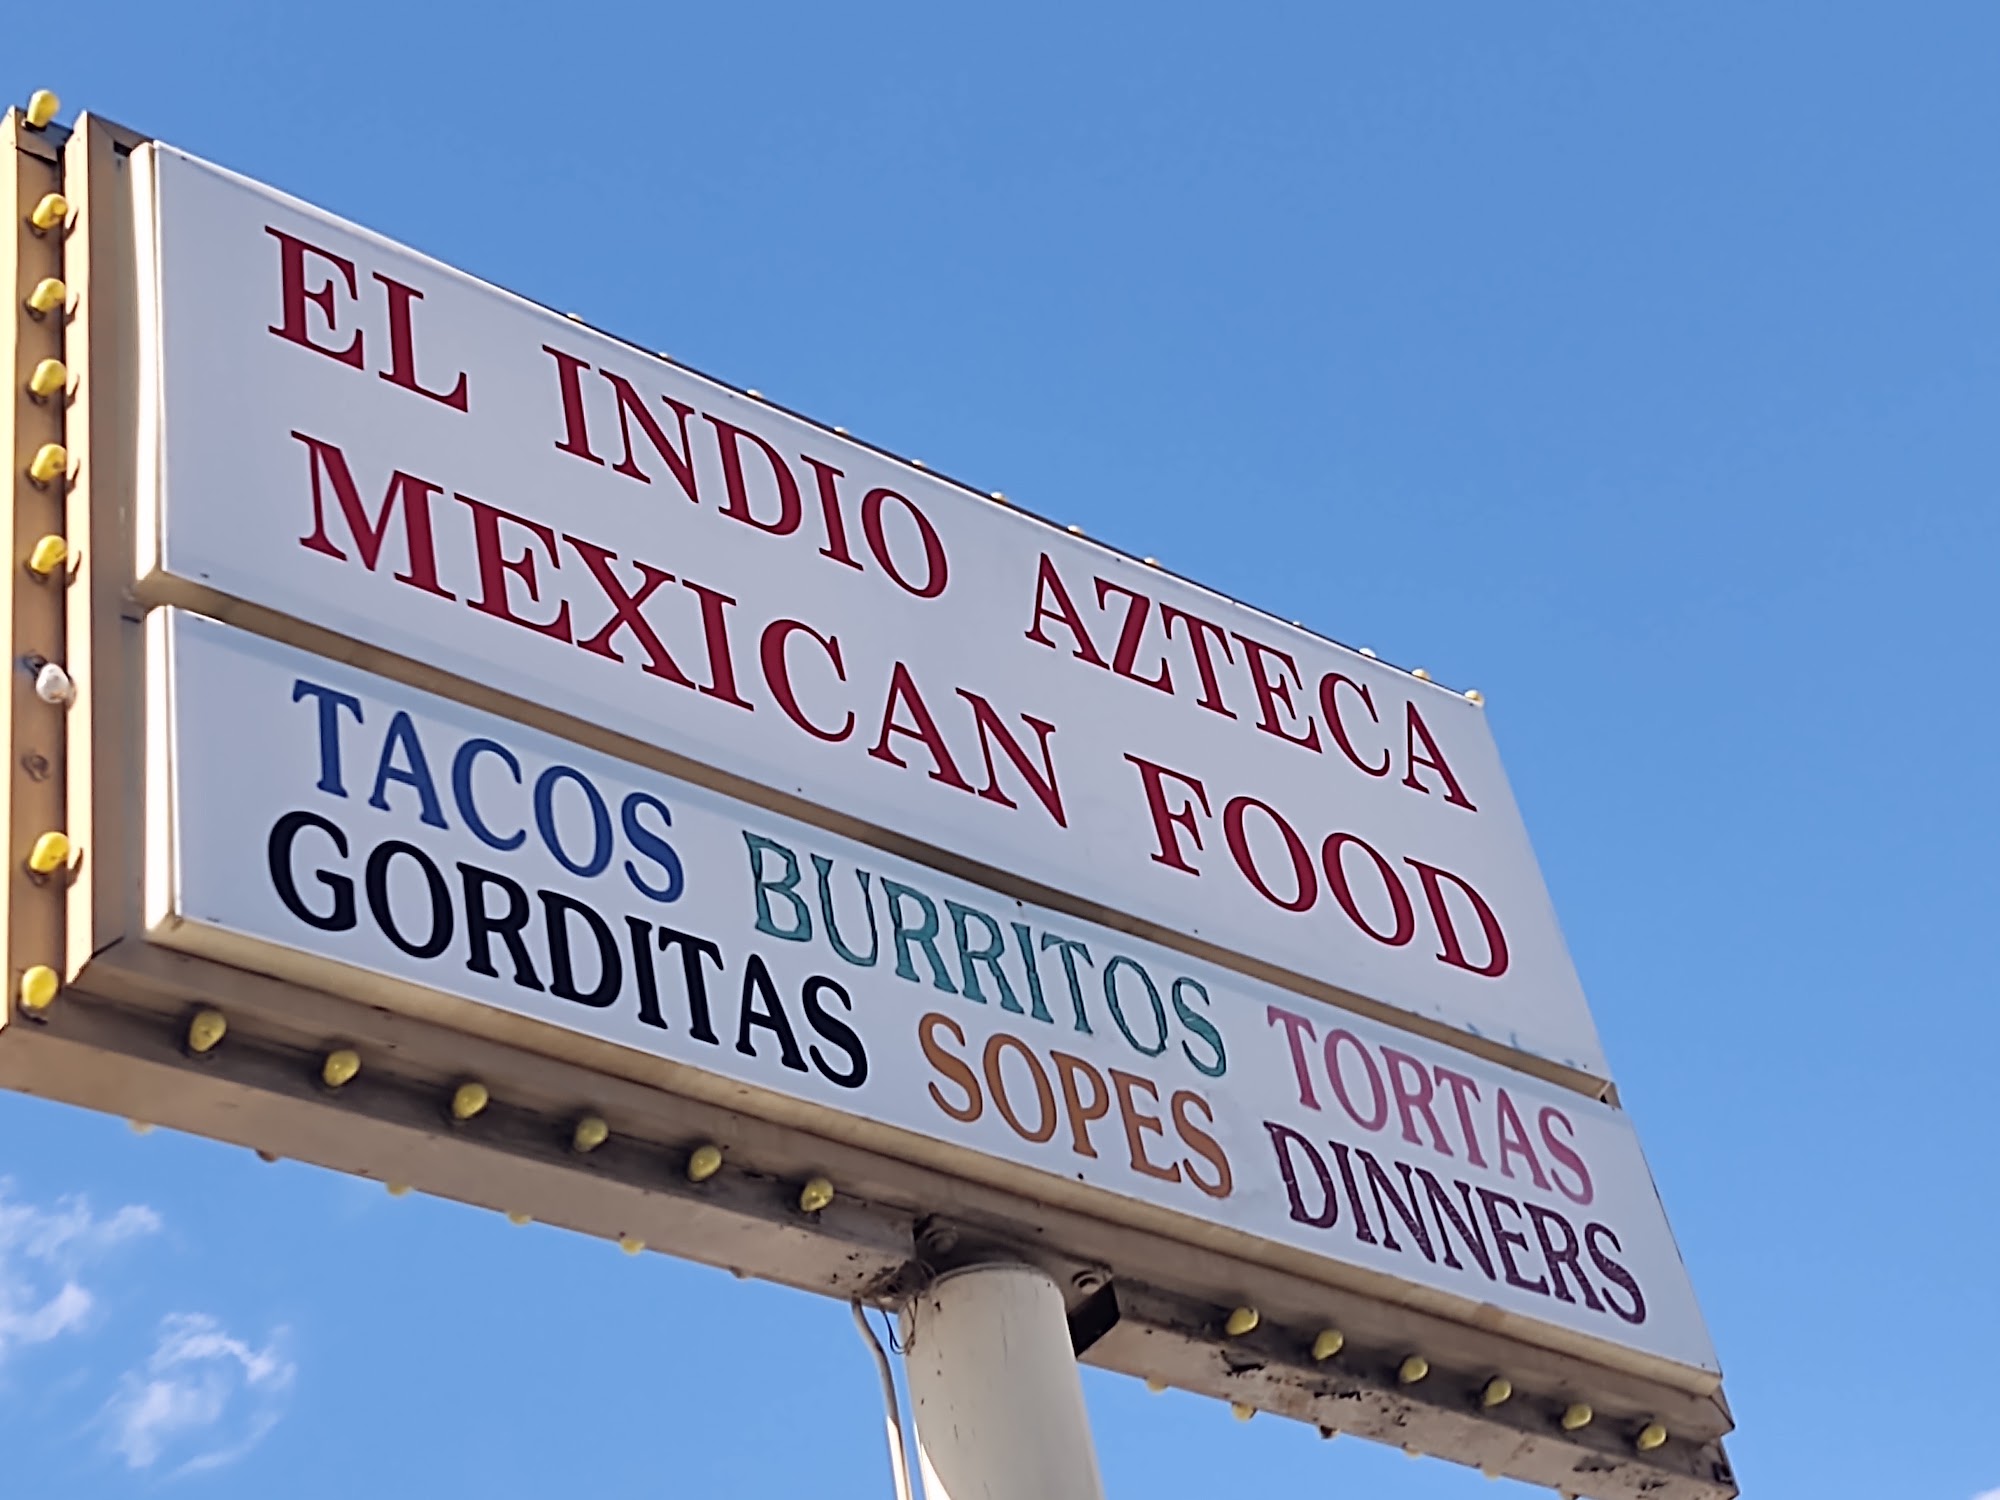 EL INDIO AZTECA
MEXICAN FOOD
TACOS BURRITOS TORTAS
GORDITAS SOPES DINNERS